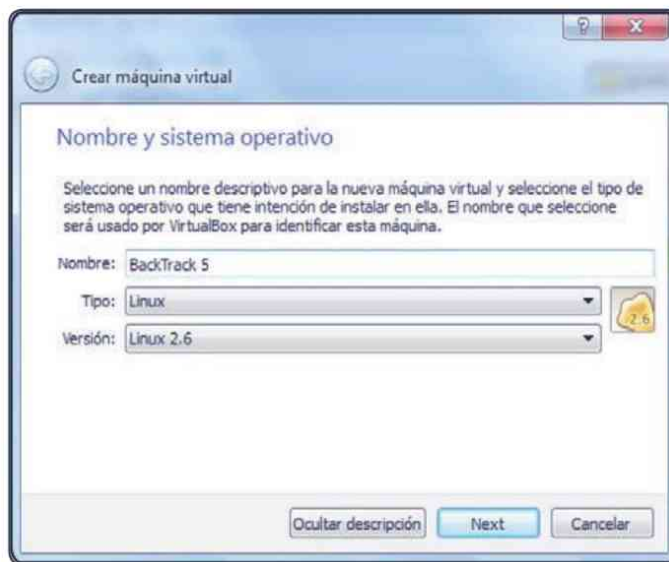 Crear máquina virtual
Nombre y sistema operativo
Seleccione un nombre descriptivo para la nueva máquina virtual y seleccione el tipo de
sistema operativo que tiene intención de instalar en ella. El nombre que seleccione
será usado por VirtualBox para identificar esta máquina.
Nombre: BackTrack 5
Tipo: Linux
2.6
Versión: Linux 2.6
Ocultar descripción Next Cancelar